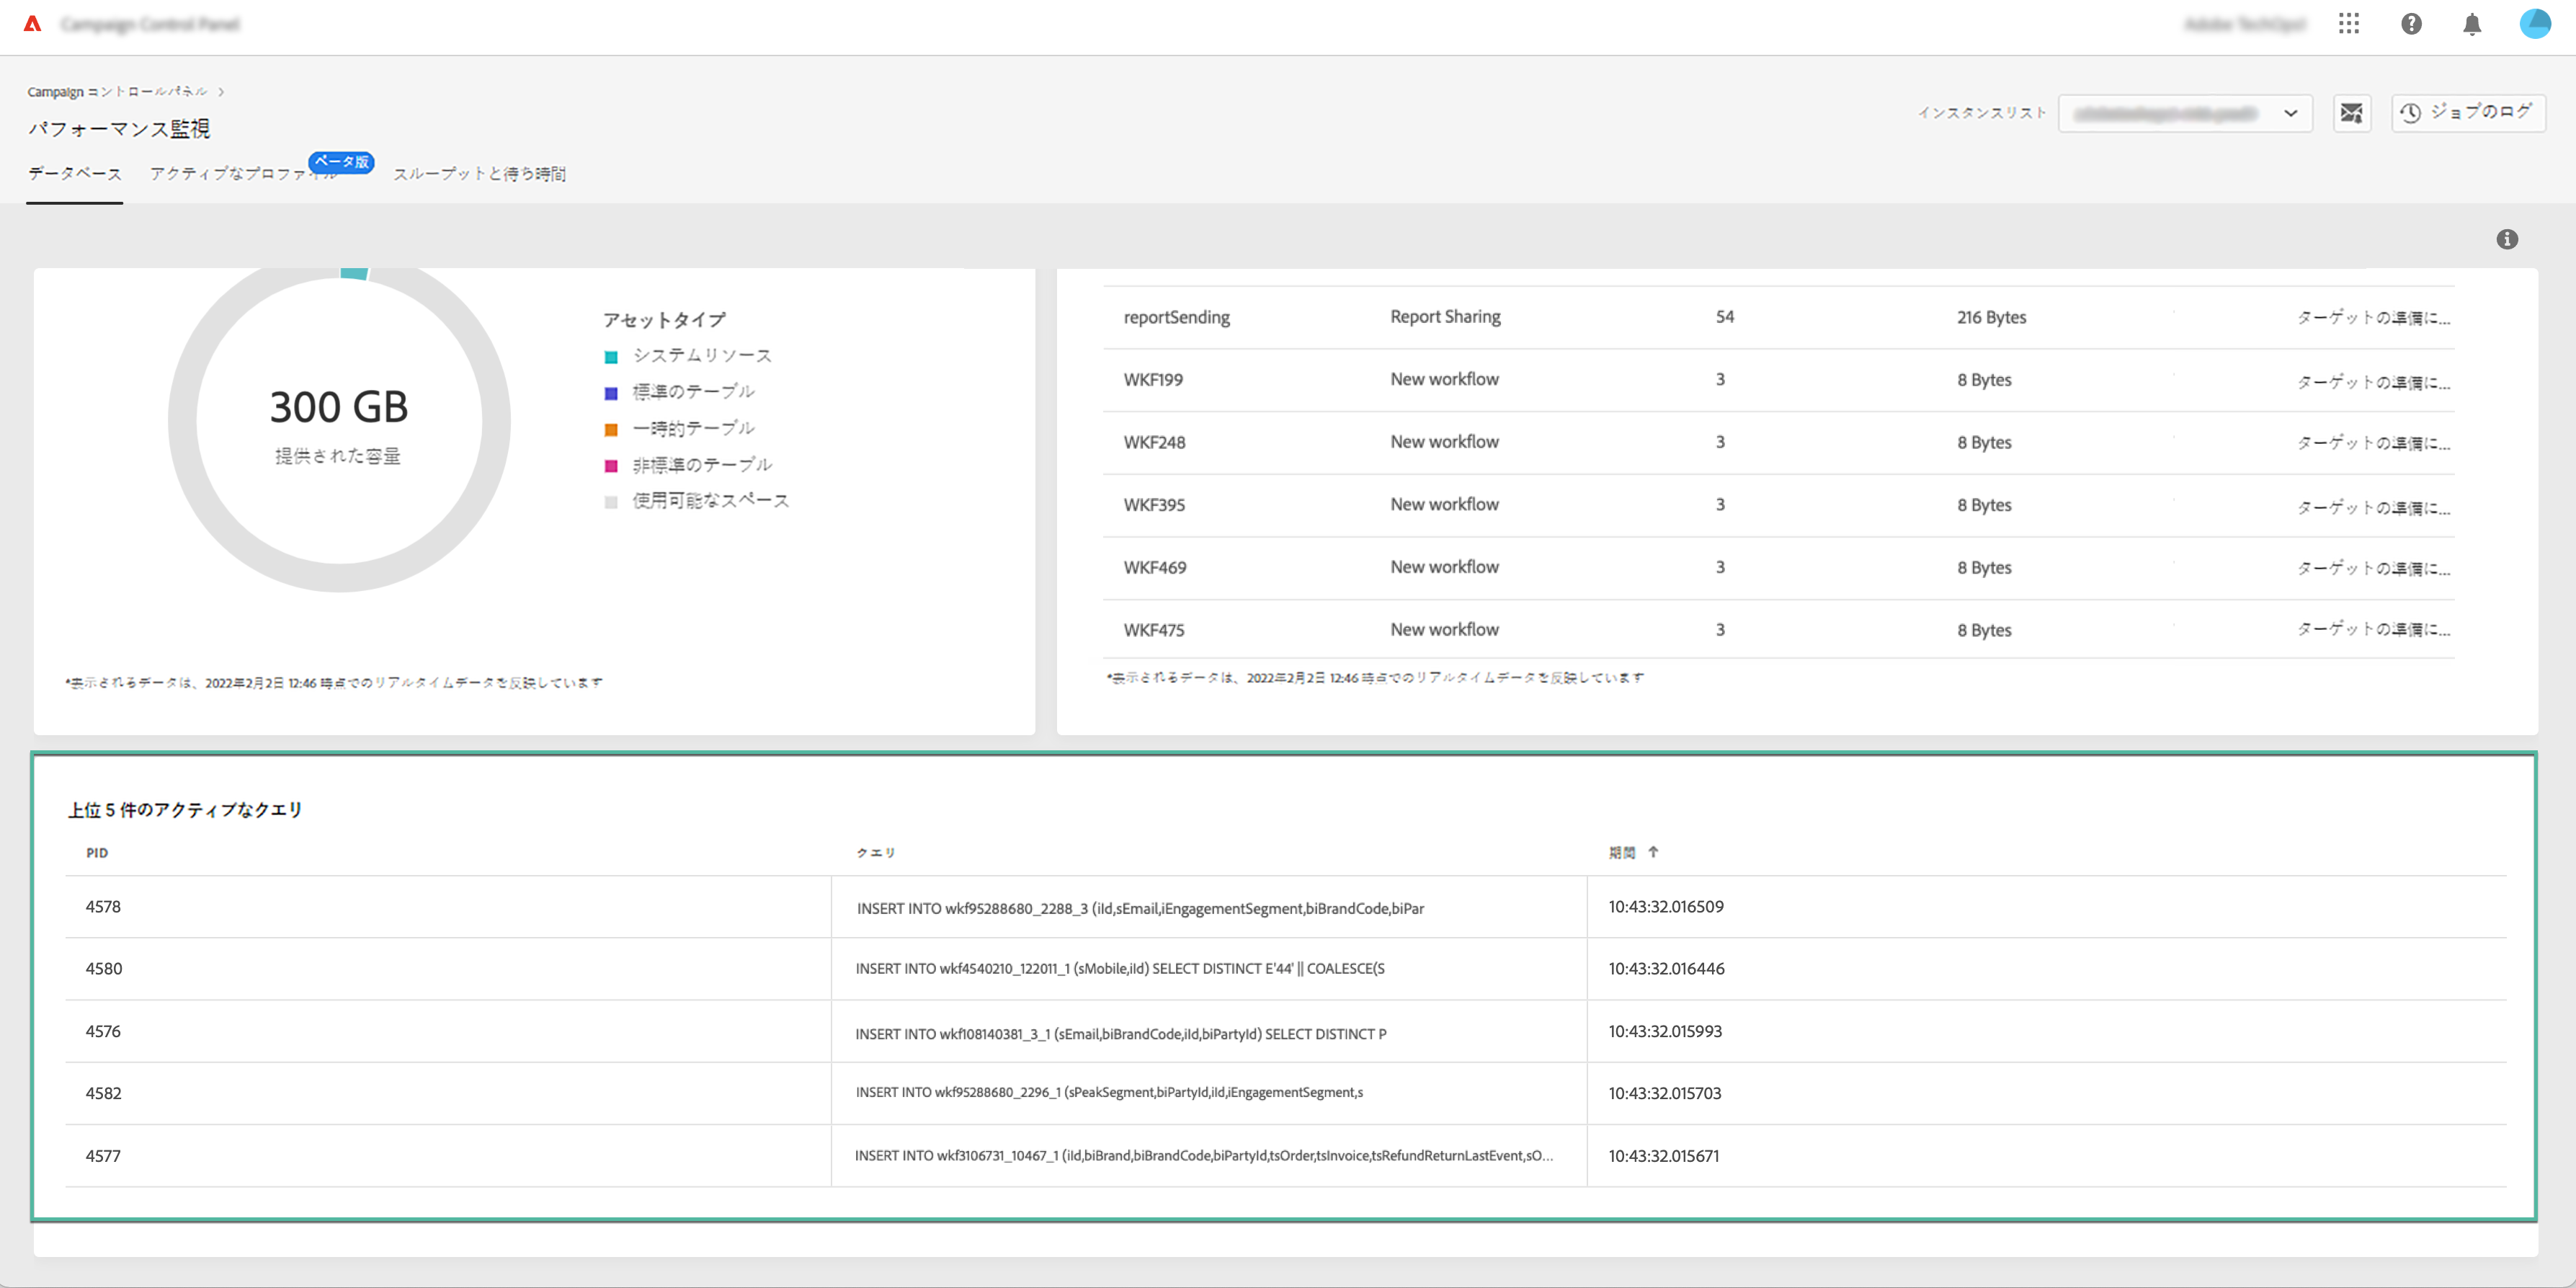 Campaign Control Panel
Campaign コントロールパネル
パフォーマンス監視
インスタンスリスト
ジョブのログ
データベース アクティブなプロファイル ベータ版 スループットと待ち時間
300 GB
提供された容量
アセットタイプ
システムリソース
標準のテーブル
一時的テーブル
非標準のテーブル
使用可能なスペース
*表示されるデータは、2022年2月2日 12:46 時点でのリアルタイムデータを反映しています
reportSending Report Sharing 54 216 Bytes ターゲットの準備に...
WKF199 New workflow 3 8 Bytes ターゲットの準備に...
WKF248 New workflow 3 8 Bytes ターゲットの準備に...
WKF395 New workflow 3 8 Bytes ターゲットの準備に...
WKF469 New workflow 3 8 Bytes ターゲットの準備に...
WKF475 New workflow 3 8 Bytes ターゲットの準備に...
*表示されるデータは、2022年2月2日 12:46 時点でのリアルタイムデータを反映しています
上位 5 件のアクティブなクエリ
PID クエリ 期間 ↑
4578 INSERT INTO wkf95288680_2288_3 (iId,sEmail,iEngagementSegment,biBrandCode,biPar 10:43:32.016509
4580 INSERT INTO wkf4540210_122011_1 (sMobile,iId) SELECT DISTINCT E'44' || COALESCE(S 10:43:32.016446
4576 INSERT INTO wkf108140381_3_1 (sEmail,biBrandCode,iId,biPartyId) SELECT DISTINCT P 10:43:32.015993
4582 INSERT INTO wkf95288680_2296_1 (sPeakSegment,biPartyId,iId,iEngagementSegment,s 10:43:32.015703
4577 INSERT INTO wkf3106731_10467_1 (iId,biBrand,biBrandCode,biPartyId,tsOrder,tsInvoice,tsRefundReturnLastEvent,sO... 10:43:32.015671